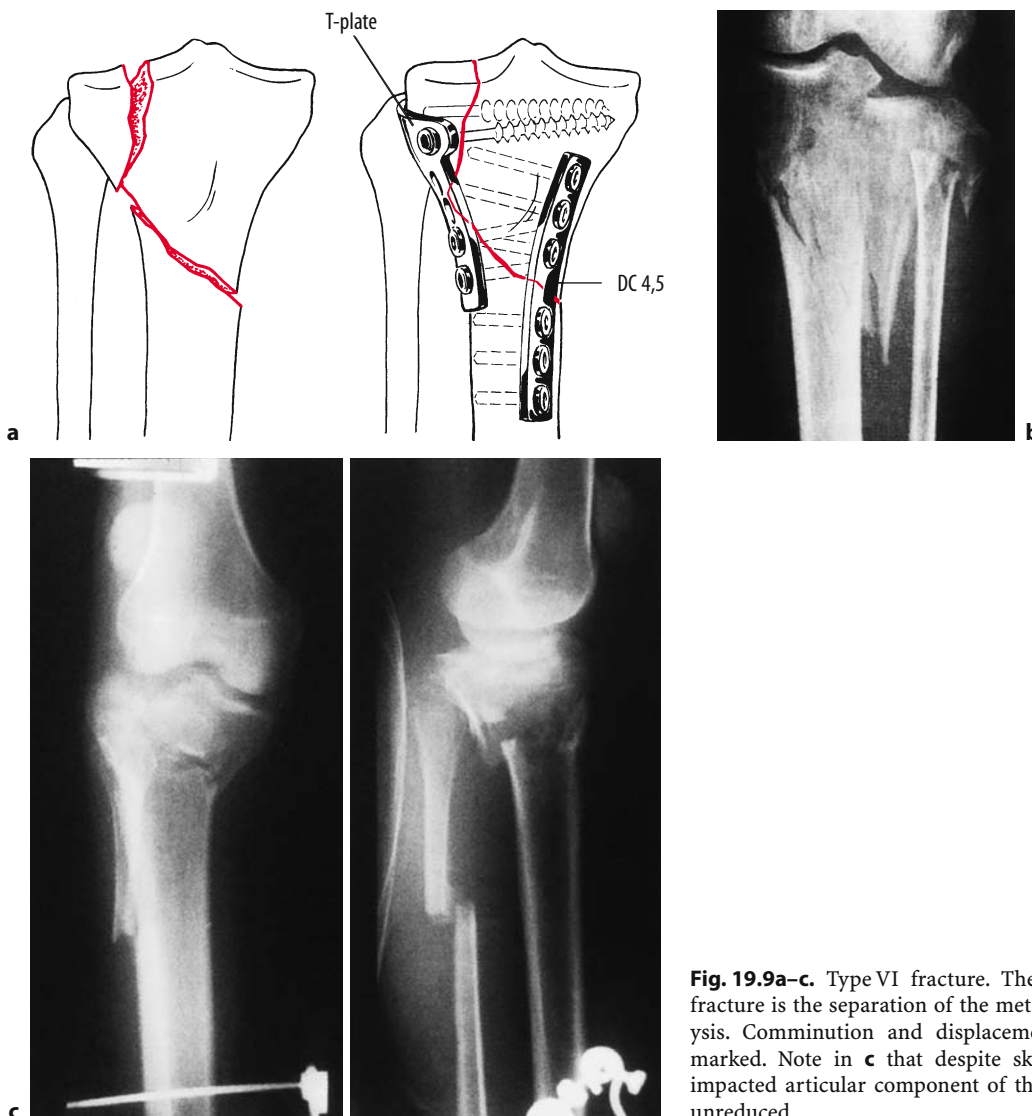 T-plate
DC 4,5
a
b
c
Fig. 19.9a–c. Type VI fracture. The
fracture is the separation of the met
ysis. Comminution and displaceme
marked. Note in c that despite sk
impacted articular component of th
unreduced